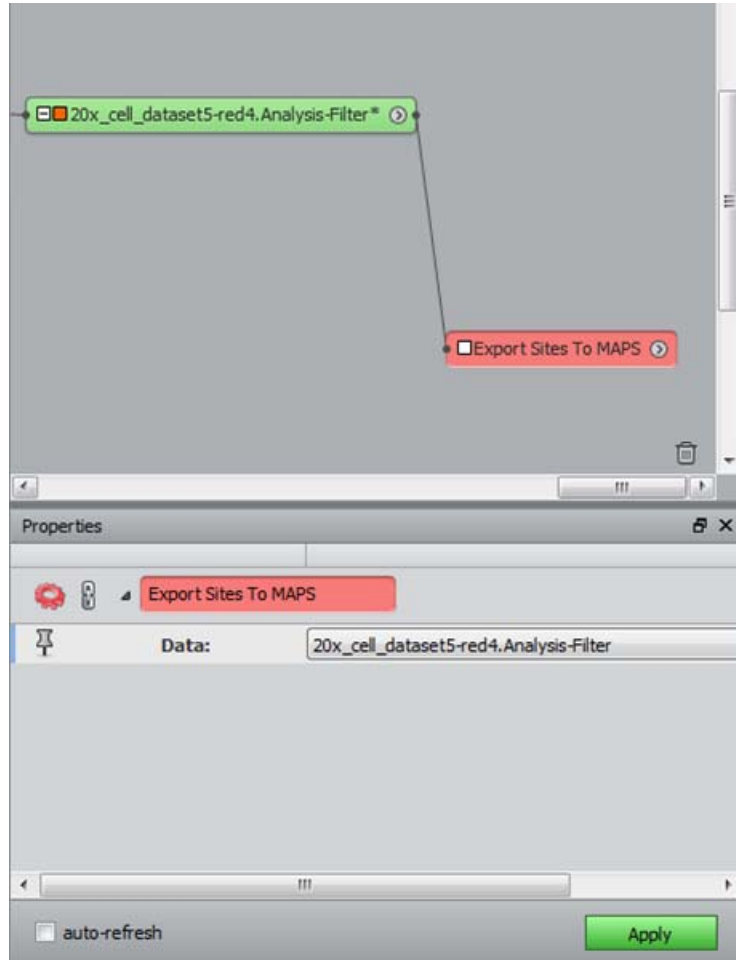 20x_cell_dataset5-red4.Analysis-Filter*
Export Sites To MAPS
Properties
Export Sites To MAPS
Data:
20x_cell_dataset5-red4.Analysis-Filter
auto-refresh
Apply